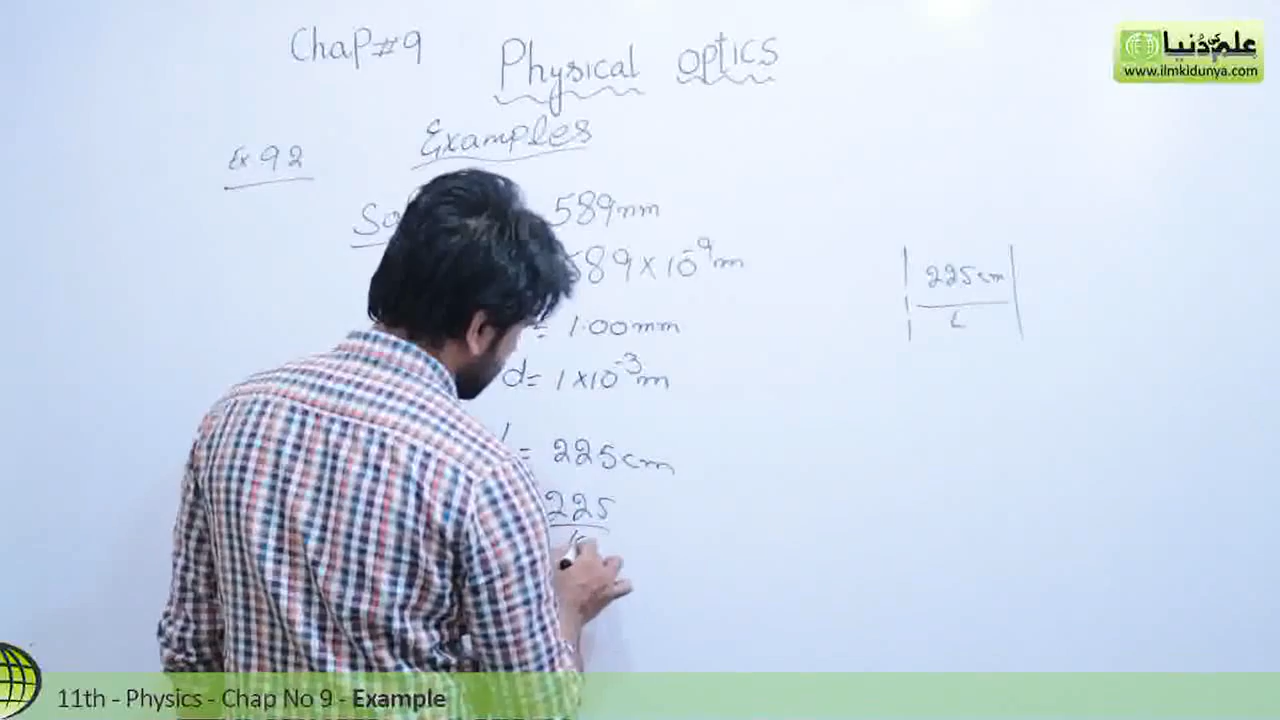 Chap#9
Physical optics
علم کی دُنیا
www.ilmkidunya.com
Examples
Ex 9 2
589nm
589×10⁻⁹m
= 1.00mm
d= 1×10⁻³m
= 225cm
225
225cm
L
11th - Physics - Chap No 9 - Example